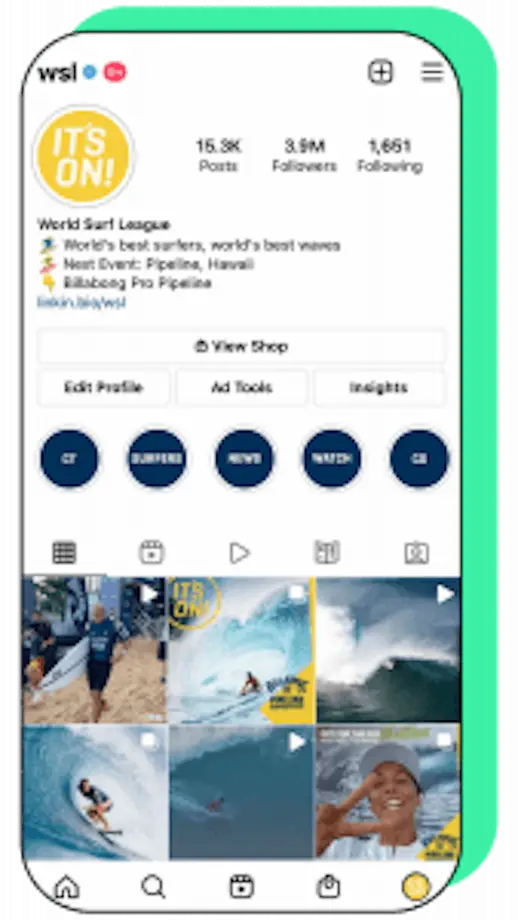 wsl 9+
IT'S
ON!
15.3K 3.9M 1,651
Posts Followers Following
World Surf League
World's best surfers, world's best waves
Next Event: Pipeline, Hawaii
Billabong Pro Pipeline
linkin.bio/wsl
View Shop
Edit Profile Ad Tools Insights
CT SURFERS NEWS WATCH CS
IT'S
ON!